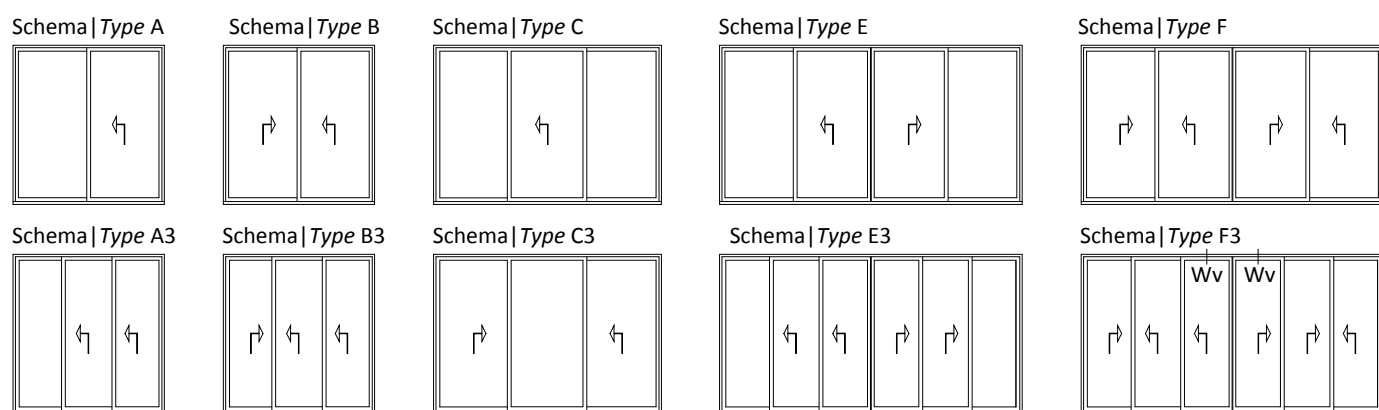 Schema|Type A
Schema|Type B
Schema|Type C
Schema|Type E
Schema|Type F
Schema|Type A3
Schema|Type B3
Schema|Type C3
Schema|Type E3
Schema|Type F3
Wv
Wv